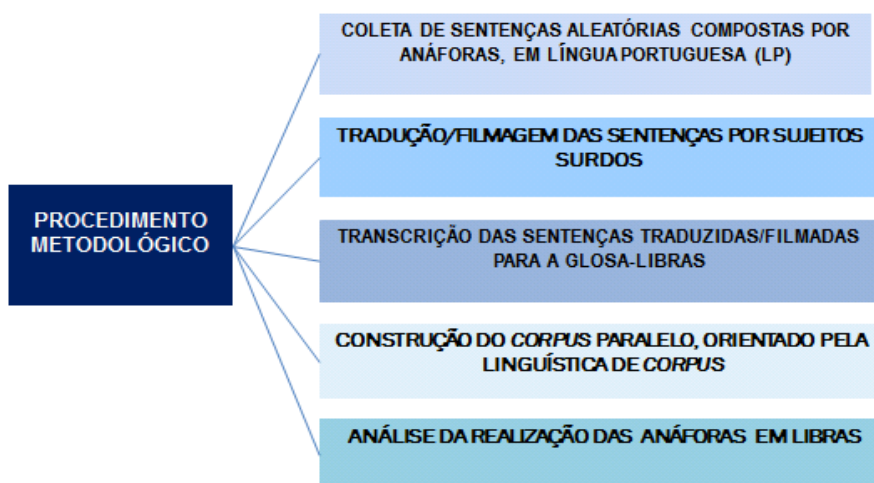 COLETA DE SENTENÇAS ALEATÓRIAS COMPOSTAS POR
ANÁFORAS, EM LÍNGUA PORTUGUESA (LP)
TRADUÇÃO/FILMAGEM DAS SENTENÇAS POR SUJEITOS
SURDOS
PROCEDIMENTO
METODOLÓGICO
TRANSCRIÇÃO DAS SENTENÇAS TRADUZIDAS/FILMADAS
PARA A GLOSA-LIBRAS
CONSTRUÇÃO DO CORPUS PARALELO, ORIENTADO PELA
LINGUÍSTICA DE CORPUS
ANÁLISE DA REALIZAÇÃO DAS ANÁFORAS EM LIBRAS